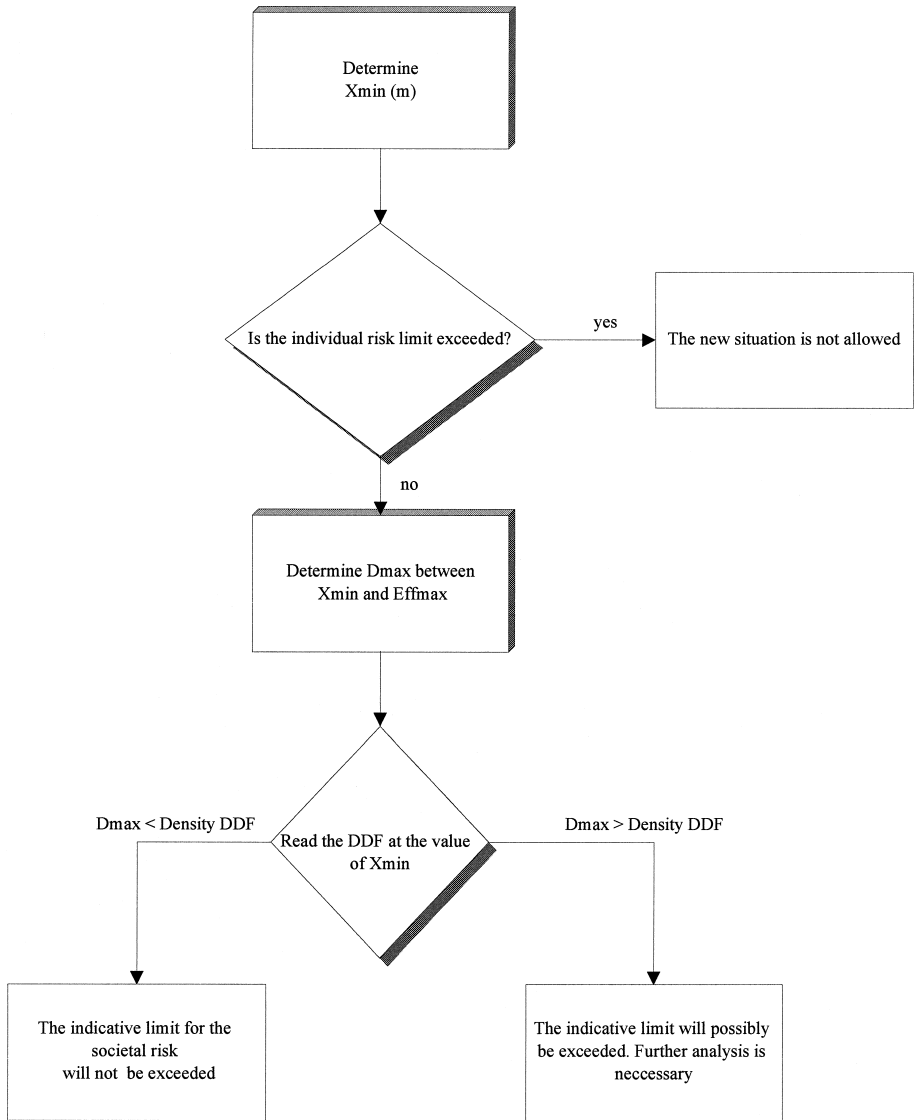 Determine
Xmin (m)
Is the individual risk limit exceeded?
yes
The new situation is not allowed
no
Determine Dmax between
Xmin and Effmax
Dmax < Density DDF
Dmax > Density DDF
Read the DDF at the value
of Xmin
The indicative limit for the
societal risk
will not be exceeded
The indicative limit will possibly
be exceeded. Further analysis is
neccessary